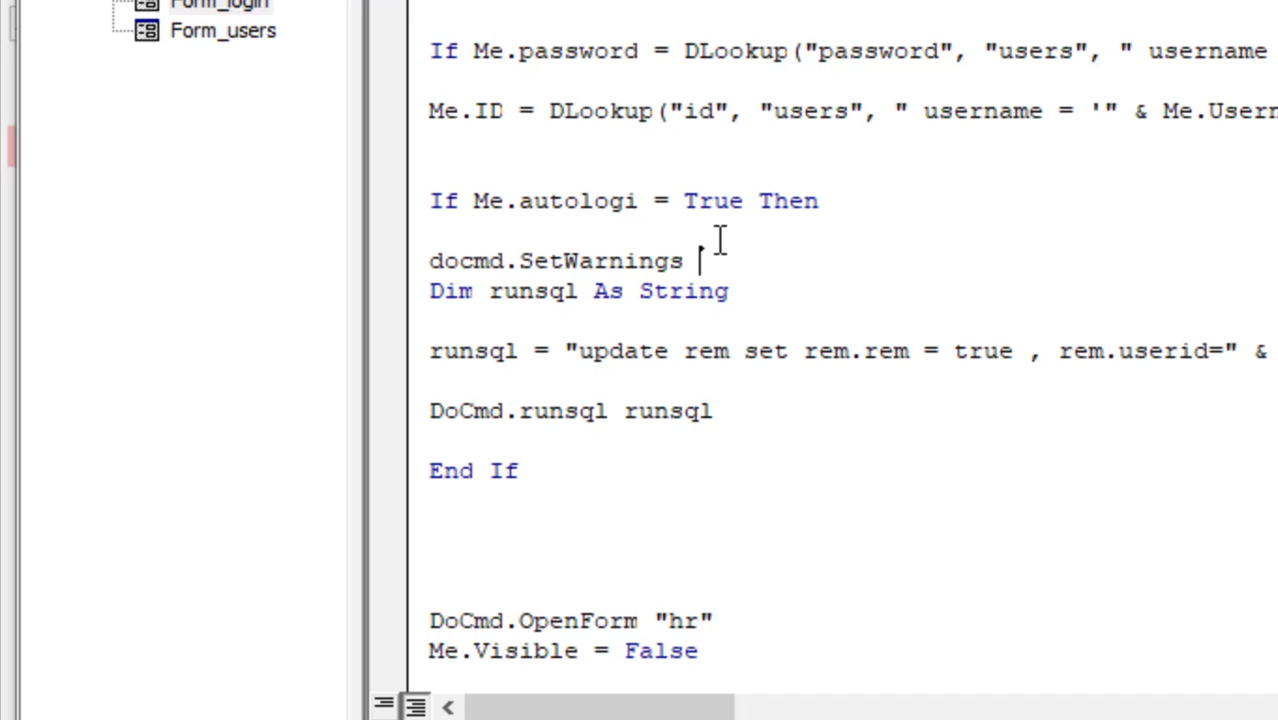 Form_login
Form_users
If Me.password = DLookup("password", "users", " username
Me.ID = DLookup("id", "users", " username = '" & Me.Usern
If Me.autologi = True Then
docmd.SetWarnings
Dim runsql As String
runsql = "update rem set rem.rem = true , rem.userid=" &
DoCmd.runsql runsql
End If
DoCmd.OpenForm "hr"
Me.Visible = False